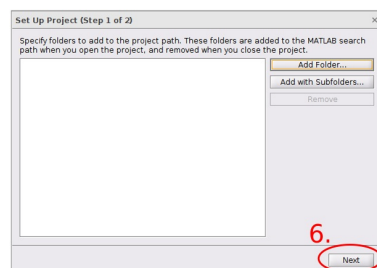 Set Up Project (Step 1 of 2)
Specify folders to add to the project path. These folders are added to the MATLAB search
path when you open the project, and removed when you close the project.
Add Folder...
Add with Subfolders...
Remove
6.
Next